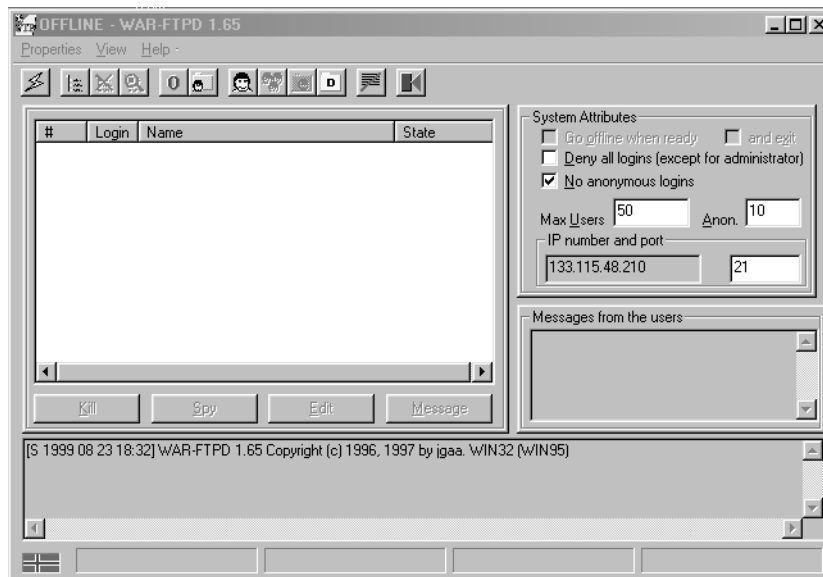 OFFLINE - WAR-FTPD 1.65
Properties View Help -
0 D
# Login Name State
Kill Spy Edit Message
System Attributes
Go offline when ready and exit
Deny all logins (except for administrator)
No anonymous logins
Max Users 50 Anon. 10
IP number and port
133.115.48.210 21
Messages from the users
[S 1999 08 23 18:32] WAR-FTPD 1.65 Copyright (c) 1996, 1997 by jgaa. WIN32 (WIN95)